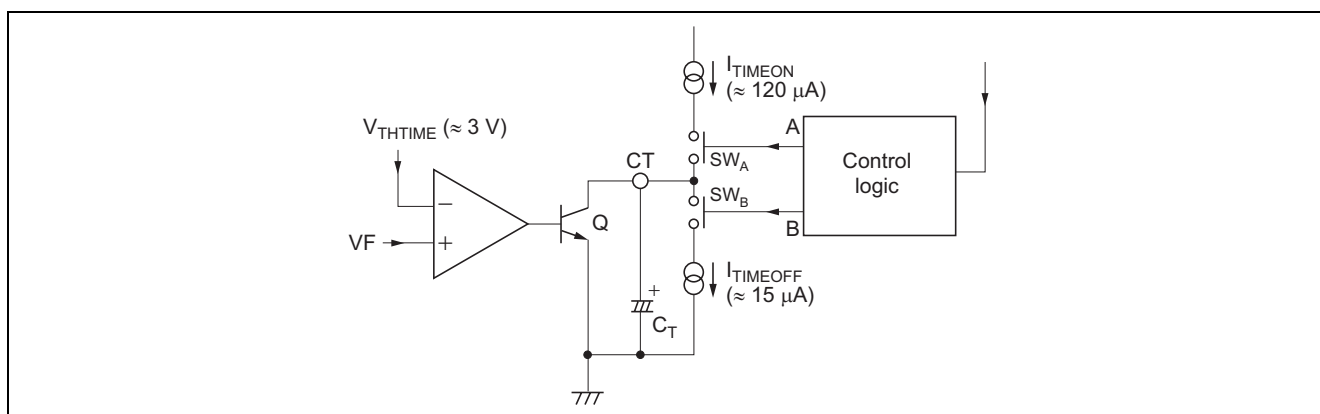 I_TIMEON
(≈ 120 μA)
V_THTIME (≈ 3 V)
A
CT
SW_A
Control
logic
−
SW_B
Q
B
VF
+
I_TIMEOFF
(≈ 15 μA)
+
C_T